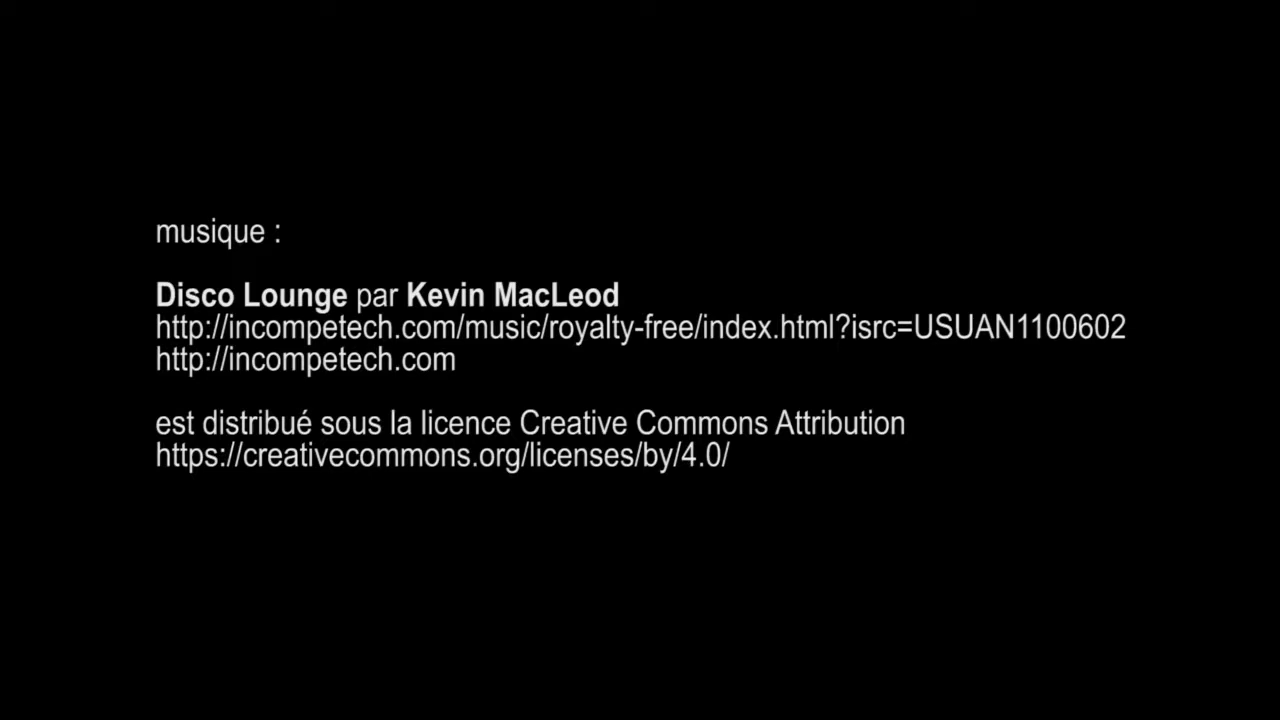 musique :
Disco Lounge par Kevin MacLeod
http://incompetech.com/music/royalty-free/index.html?isrc=USUAN1100602
http://incompetech.com
est distribué sous la licence Creative Commons Attribution
https://creativecommons.org/licenses/by/4.0/